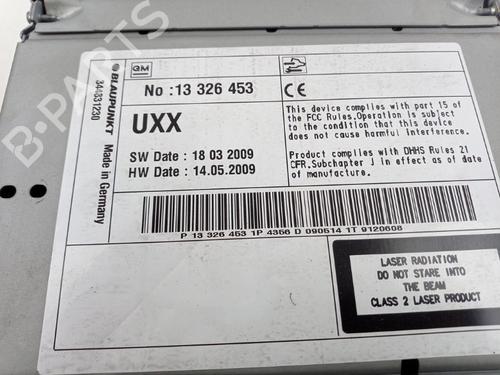 BLAUPUNKT
344331230
Made in Germany
GM
No :13 326 453
UXX
SW Date : 18 03 2009
HW Date : 14.05.2009
CE
This device complies with part 15 of
the FCC Rules.Operation is subject
to the condition that this device
does not cause harmful interference.
Product complies with DHHS Rules 21
CFR.Subchapter J in effect as of date
of manufacture.
P 13 326 453 1P 4356 D 090514 1T 9120608
LASER RADIATION
DO NOT STARE INTO
THE BEAM
CLASS 2 LASER PRODUCT
B-PARTS